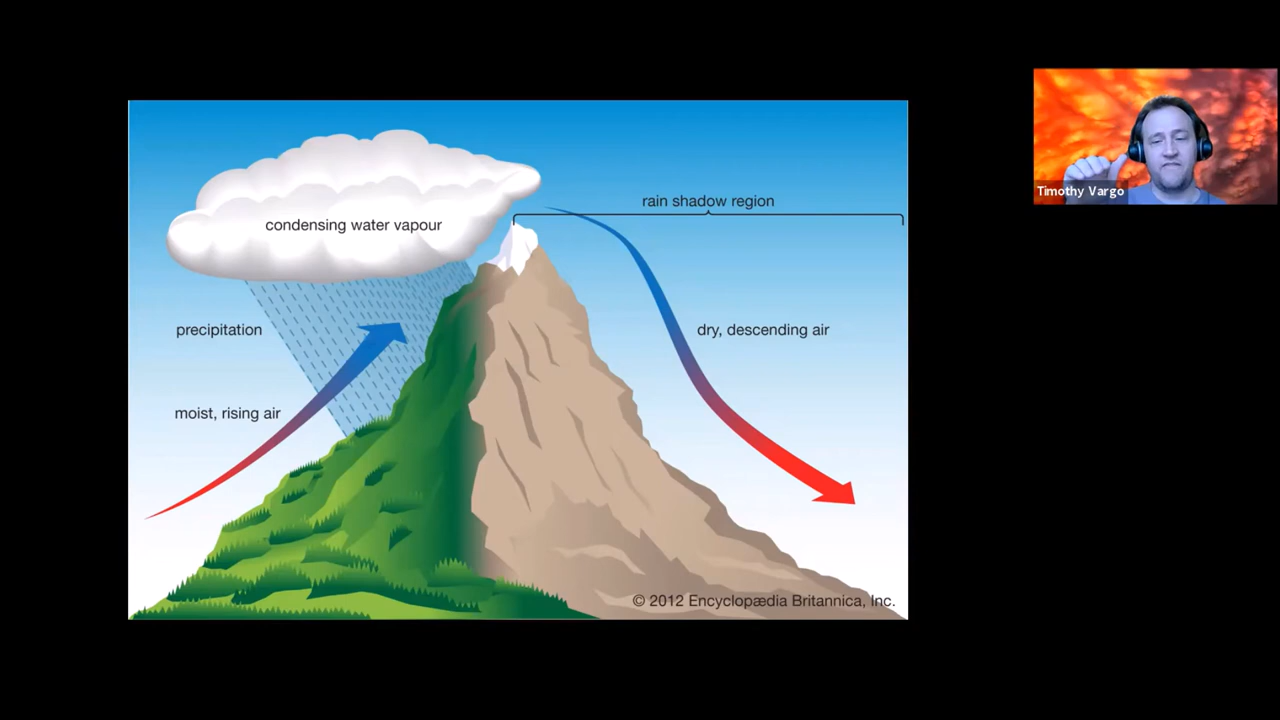 rain shadow region
condensing water vapour
precipitation
dry, descending air
moist, rising air
© 2012 Encyclopædia Britannica, Inc.
Timothy Vargo